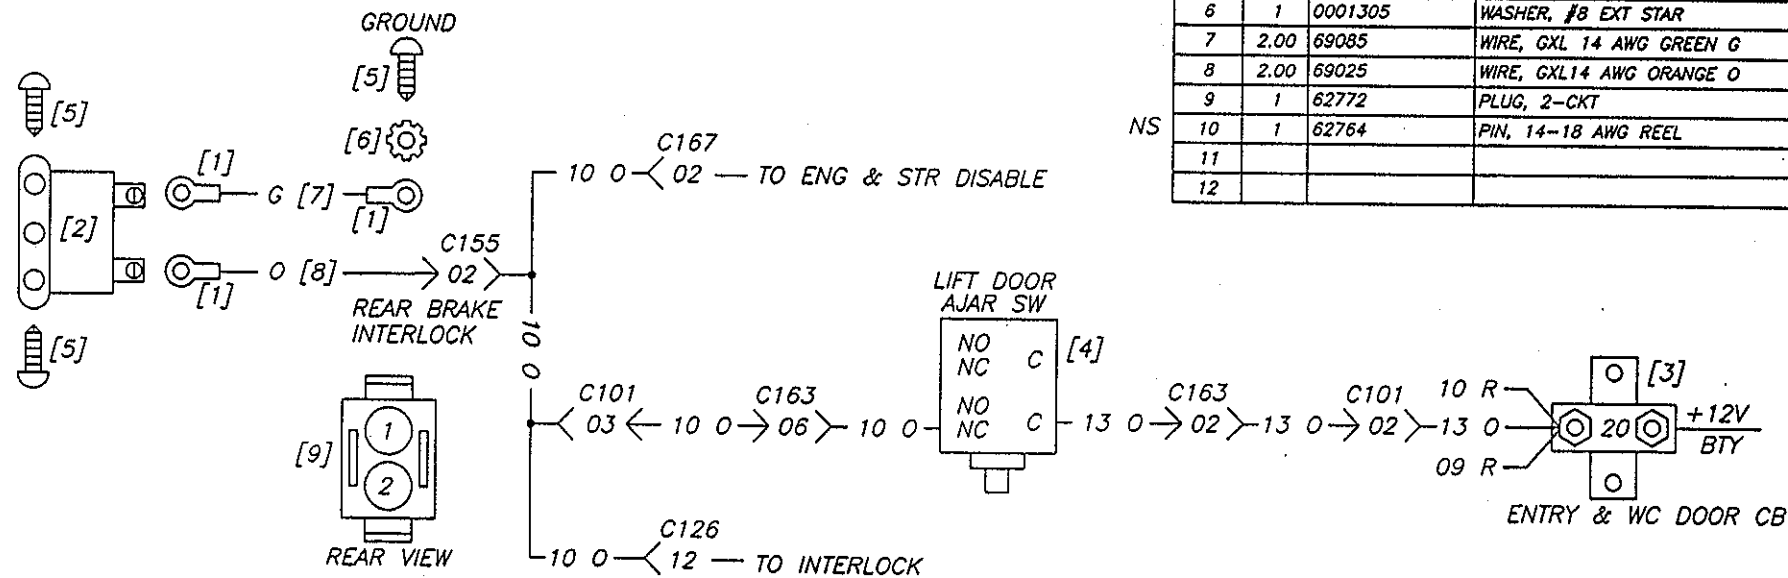 GROUND
[5]
[5]
[6]
[1]
[2]
G [7]
[1]
[1]
O [8]
C155
02
REAR BRAKE
INTERLOCK
[5]
10 O
C167
02
TO ENG & STR DISABLE
10 O
C101
03
10 O
C163
06
10 O
LIFT DOOR
AJAR SW
NO
NC
C
[4]
NO
NC
C
13 O
C163
02
13 O
C101
02
13 O
10 R
09 R
[3]
20
+12V
BTY
ENTRY & WC DOOR CB
[9]
1
2
REAR VIEW
10 O
C126
12
TO INTERLOCK
6 1 0001305 WASHER, #8 EXT STAR
7 2.00 69085 WIRE, GXL 14 AWG GREEN G
8 2.00 69025 WIRE, GXL14 AWG ORANGE O
9 1 62772 PLUG, 2-CKT
NS 10 1 62764 PIN, 14-18 AWG REEL
11
12